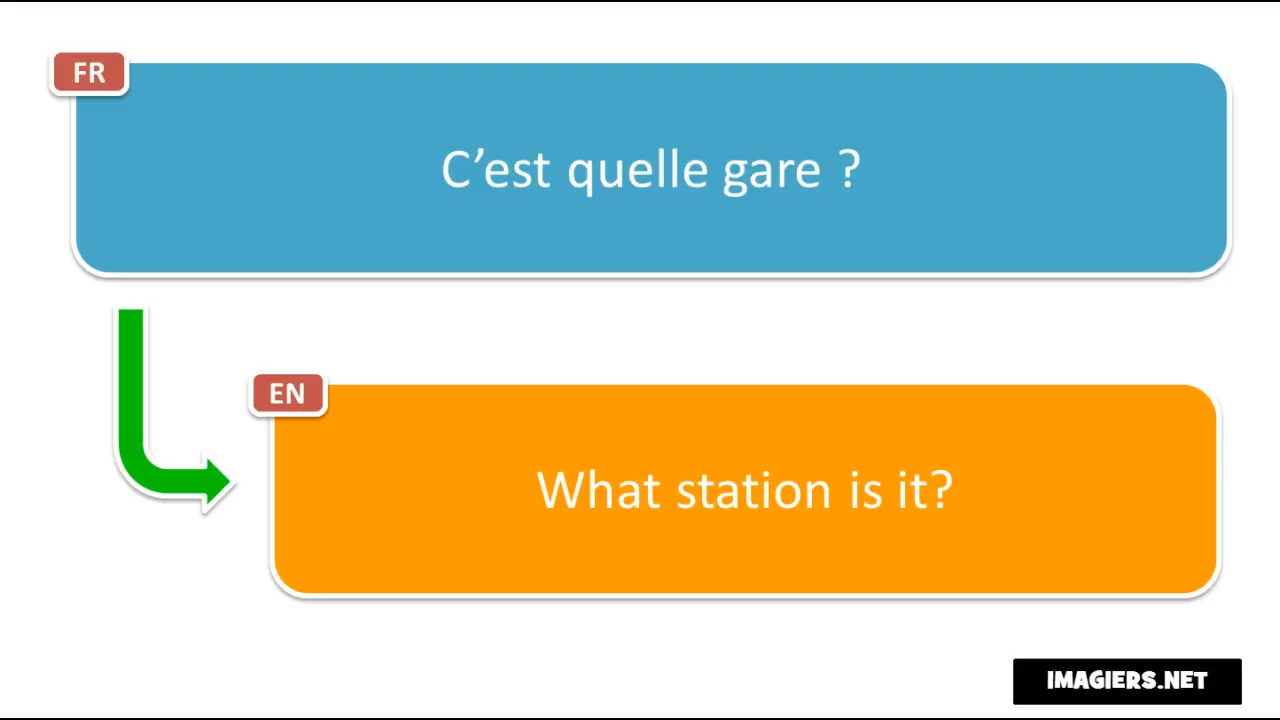 FR
C’est quelle gare ?
EN
What station is it?
IMAGIERS.NET